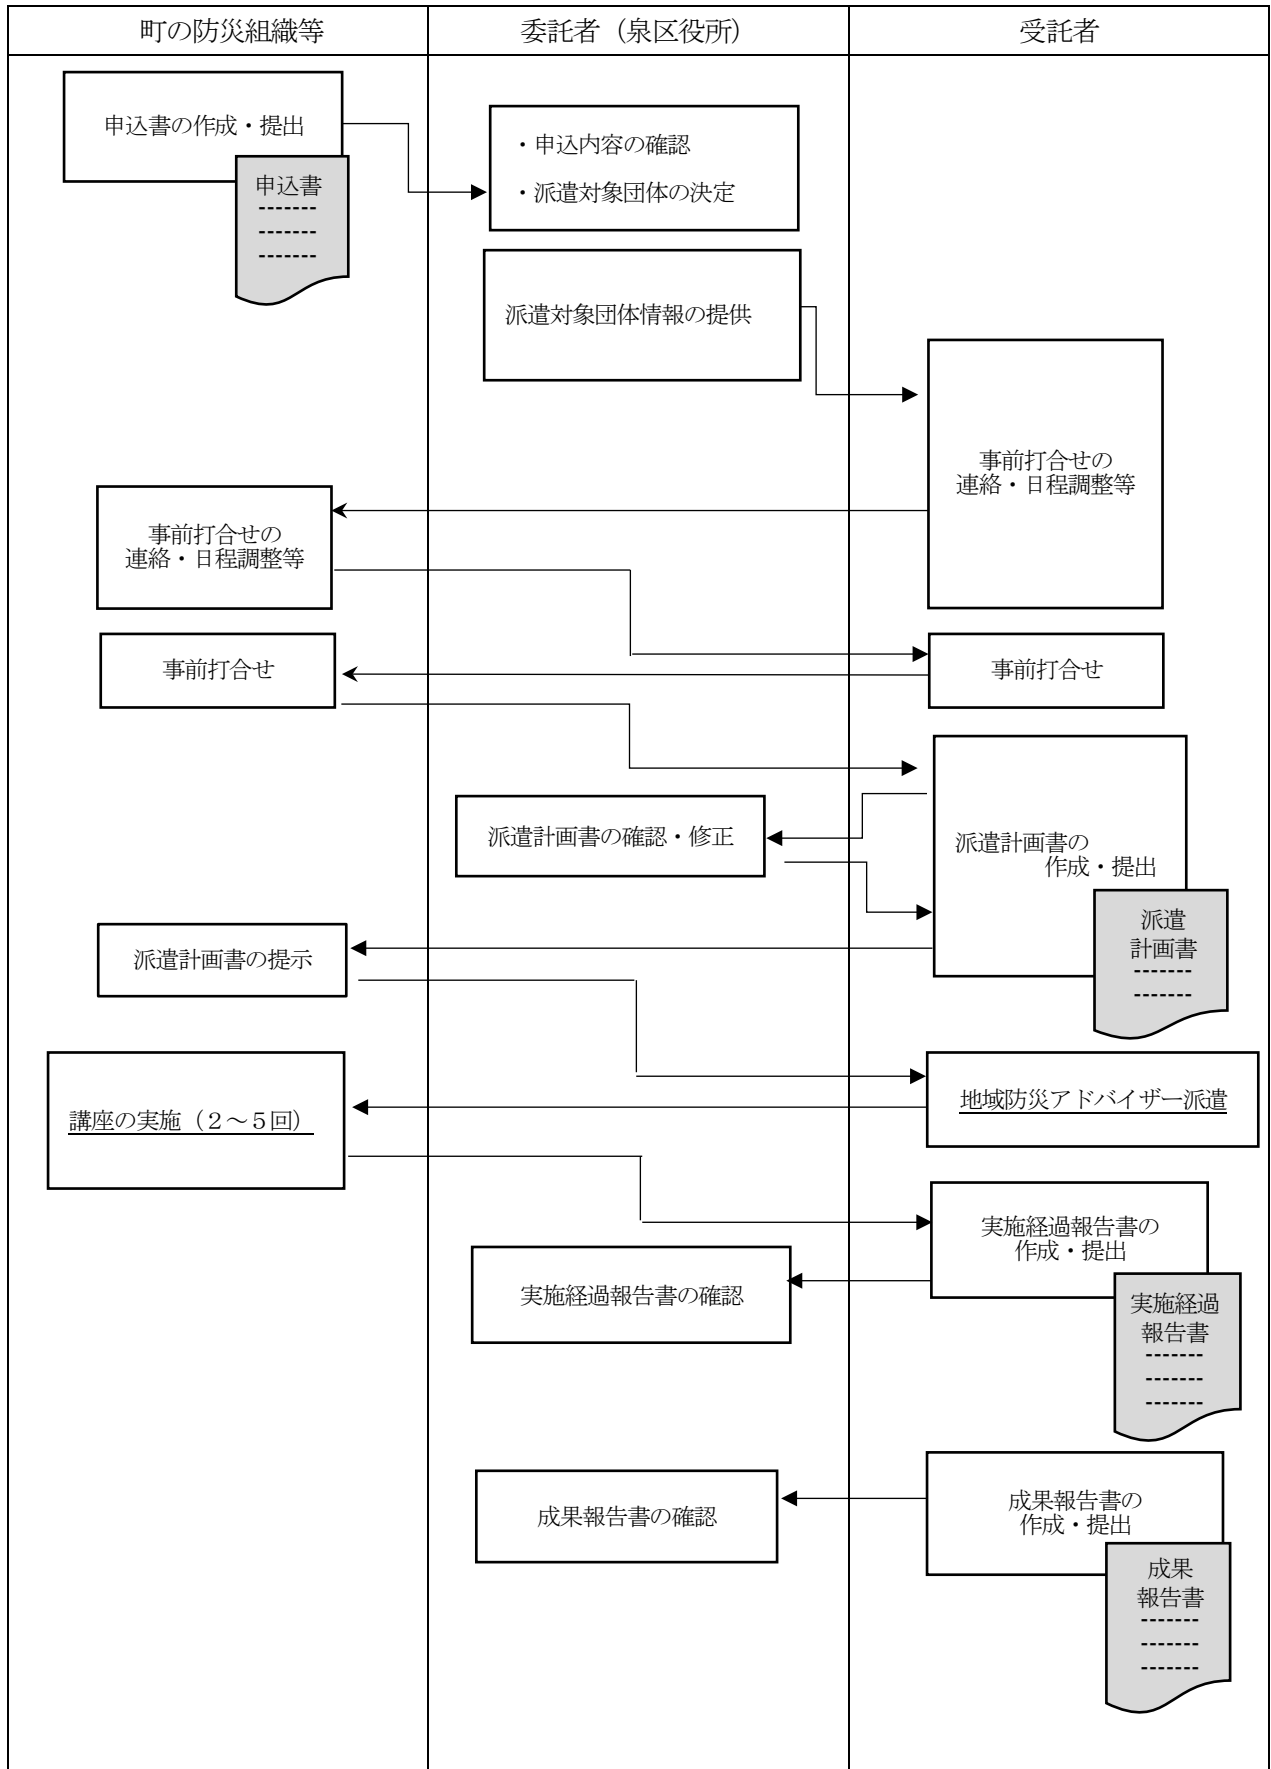 町の防災組織等
委託者（泉区役所）
受託者
申込書の作成・提出
申込書
・申込内容の確認
・派遣対象団体の決定
派遣対象団体情報の提供
事前打合せの
連絡・日程調整等
事前打合せの
連絡・日程調整等
事前打合せ
事前打合せ
派遣計画書の
作成・提出
派遣計画書の確認・修正
派遣
計画書
派遣計画書の提示
地域防災アドバイザー派遣
講座の実施（２～５回）
実施経過報告書の
作成・提出
実施経過報告書の確認
実施経過
報告書
成果報告書の
作成・提出
成果報告書の確認
成果
報告書